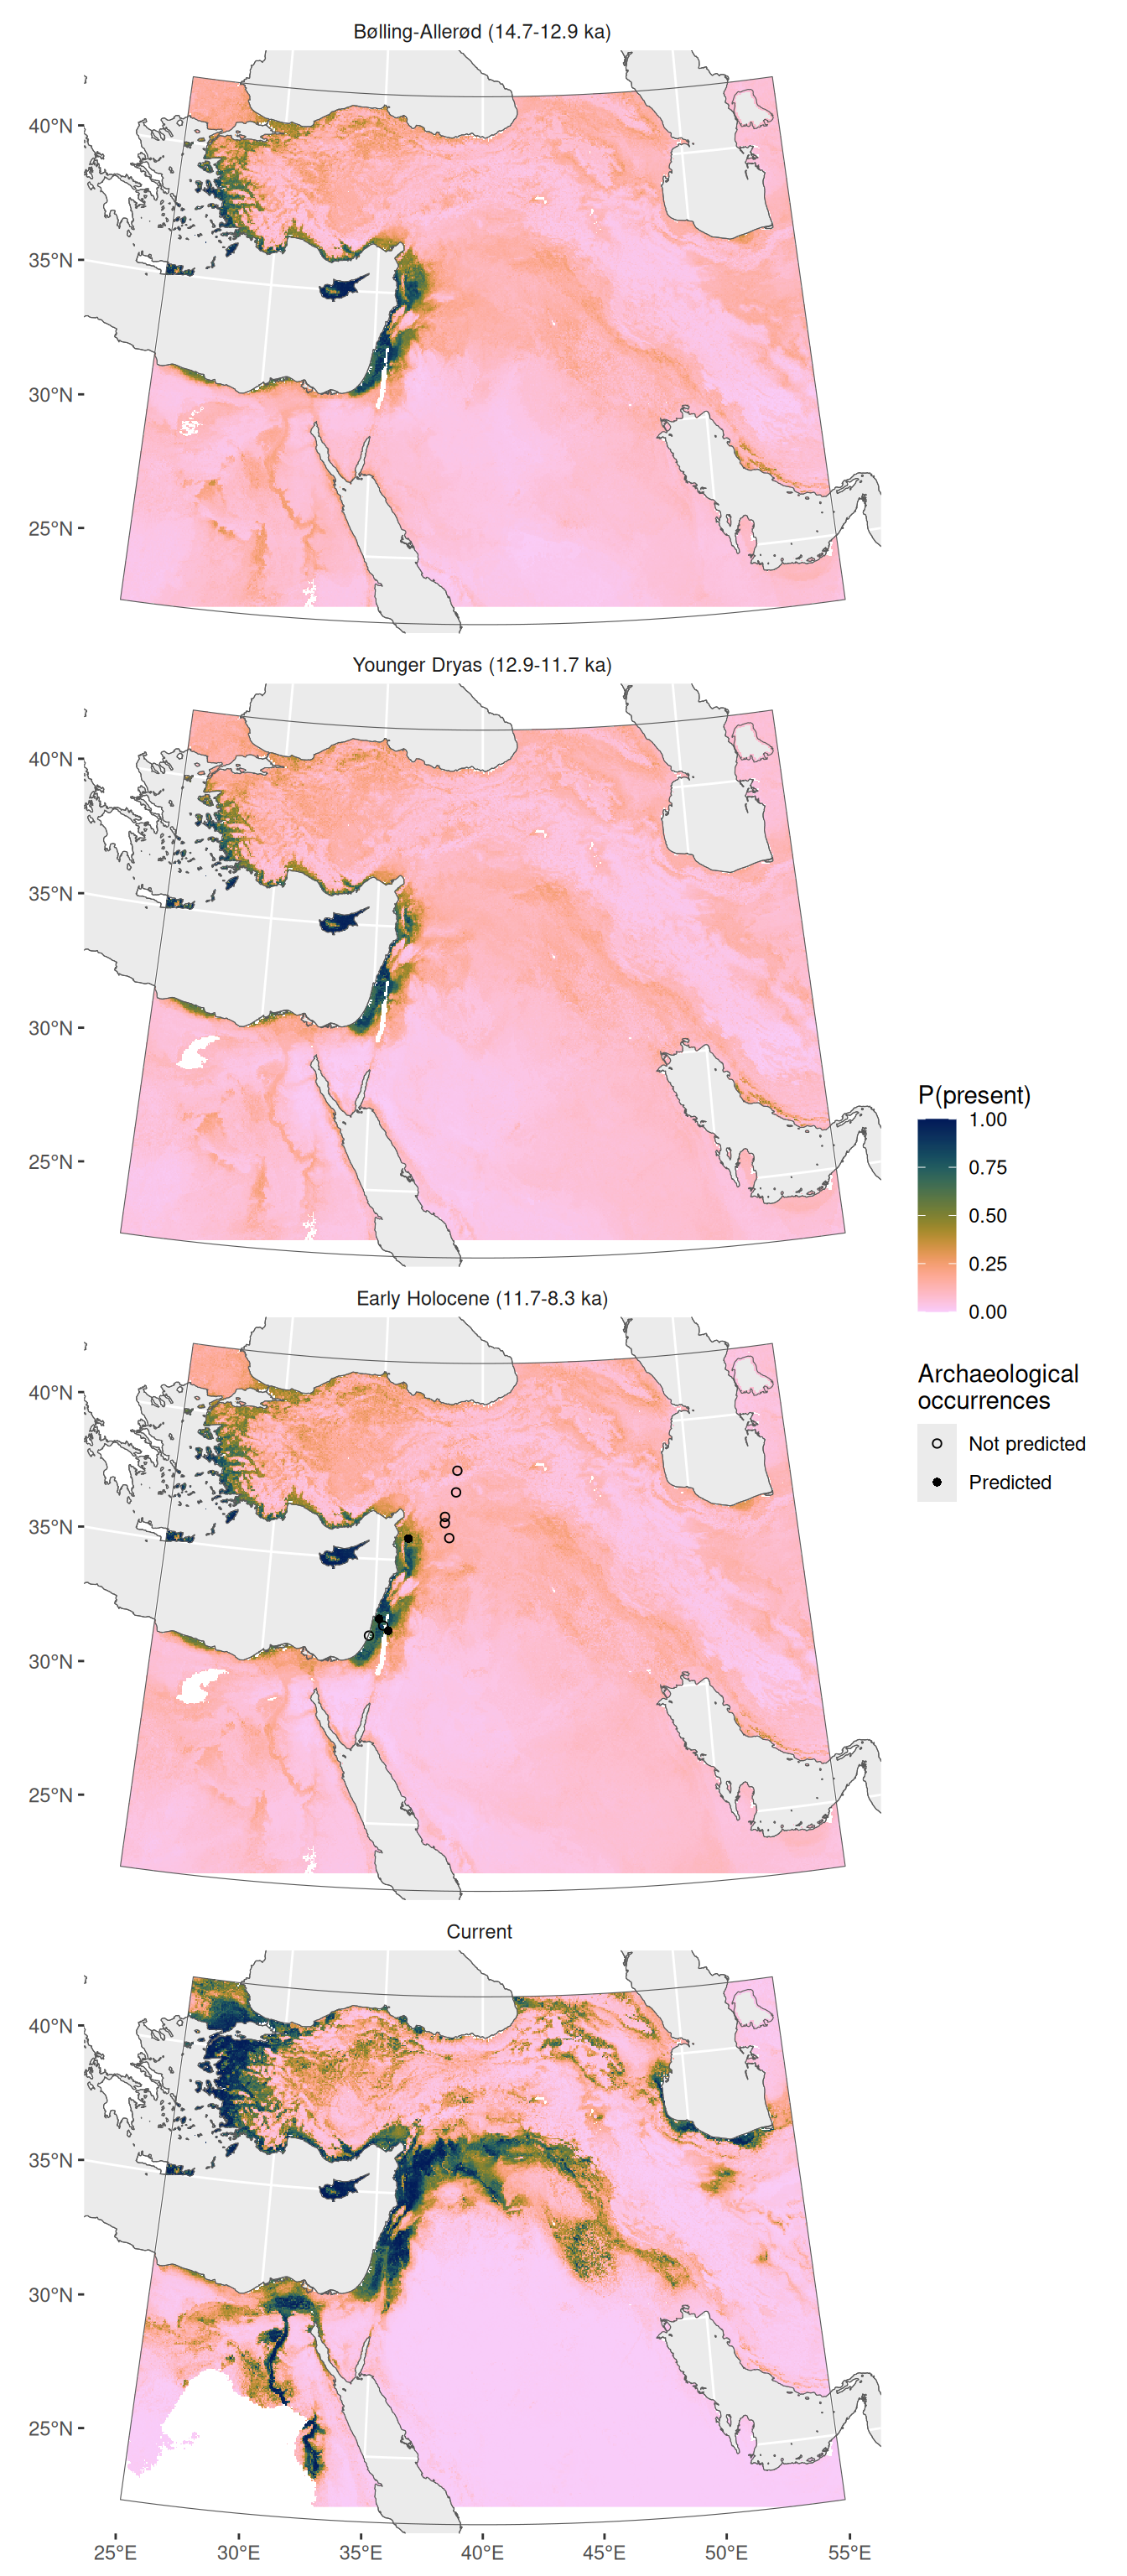 Bølling-Allerød (14.7-12.9 ka)
40°N
35°N
30°N
25°N
Younger Dryas (12.9-11.7 ka)
40°N
35°N
30°N
25°N
P(present)
1.00
0.75
0.50
0.25
0.00
Early Holocene (11.7-8.3 ka)
40°N
35°N
30°N
25°N
Archaeological
occurrences
Not predicted
Predicted
Current
40°N
35°N
30°N
25°N
25°E 30°E 35°E 40°E 45°E 50°E 55°E